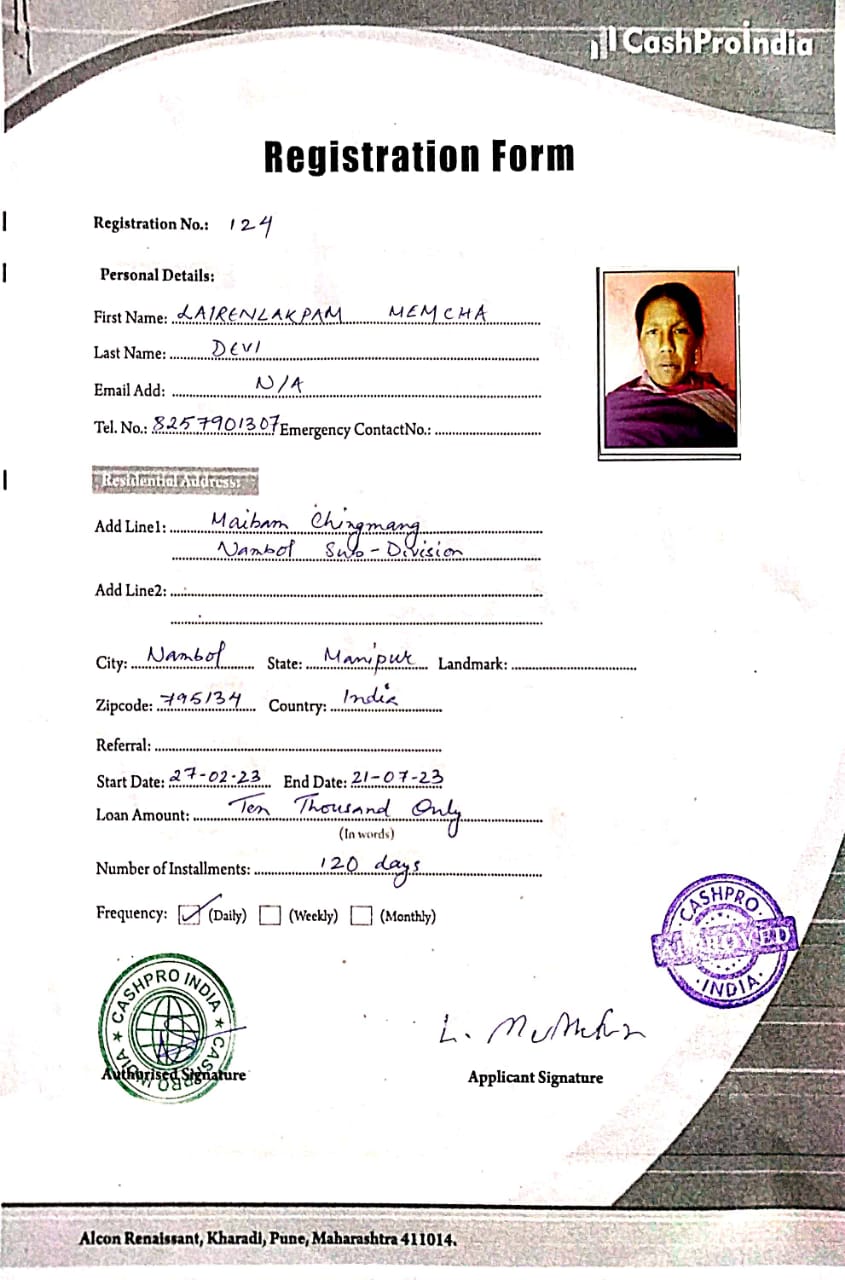 CashProIndia
Registration Form
Registration No.: 124
Personal Details:
First Name: LAIRENLAKPAM MEMCHA
Last Name: DEVI
Email Add: N/A
Tel. No.: 8257901307 Emergency ContactNo.:
Residential Address:
Add Line1: Maibam Chingmang
Nambol Sub-Division
Add Line2:
City: Nambol State: Manipur Landmark:
Zipcode: 795134 Country: India
Referral:
Start Date: 27-02-23 End Date: 21-07-23
Loan Amount: Ten Thousand Only
(In words)
Number of Installments: 120 days
Frequency: (Daily) (Weekly) (Monthly)
CASHPRO
APPROVED
INDIA
CASHPRO INDIA ★ CASHPRO INDIA ★
L. Memcha
Authorised Signature Applicant Signature
Alcon Renaissant, Kharadi, Pune, Maharashtra 411014.